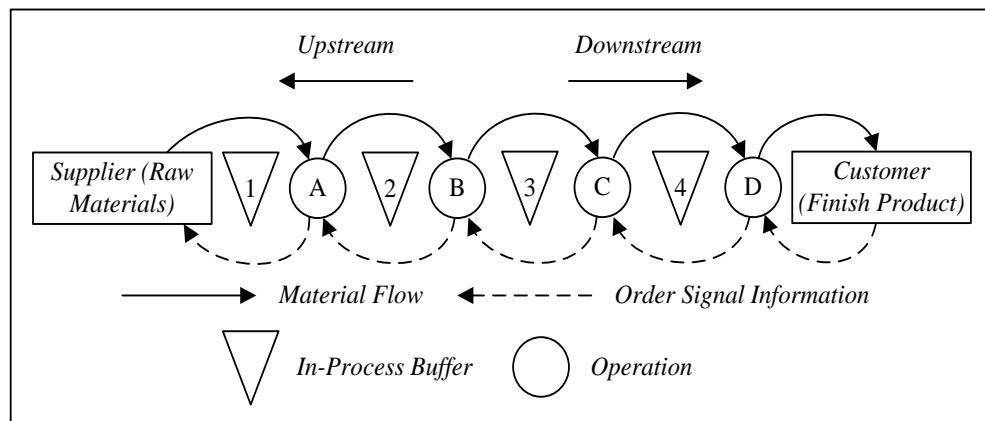 Upstream
Downstream
Supplier (Raw
Materials)
1
A
2
B
3
C
4
D
Customer
(Finish Product)
Material Flow
Order Signal Information
In-Process Buffer
Operation